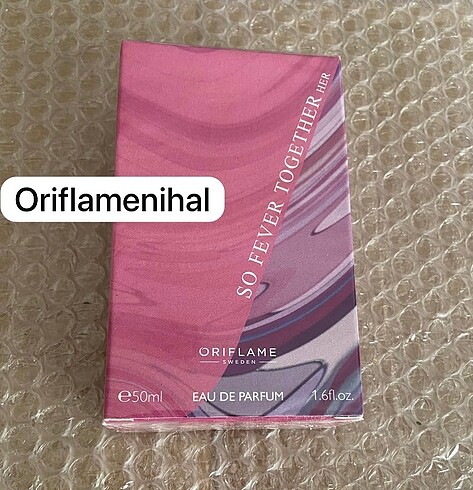 Oriflamenihal
SO FEVER TOGETHER HER
ORIFLAME
SWEDEN
℮50ml
EAU DE PARFUM
1.6fl.oz.